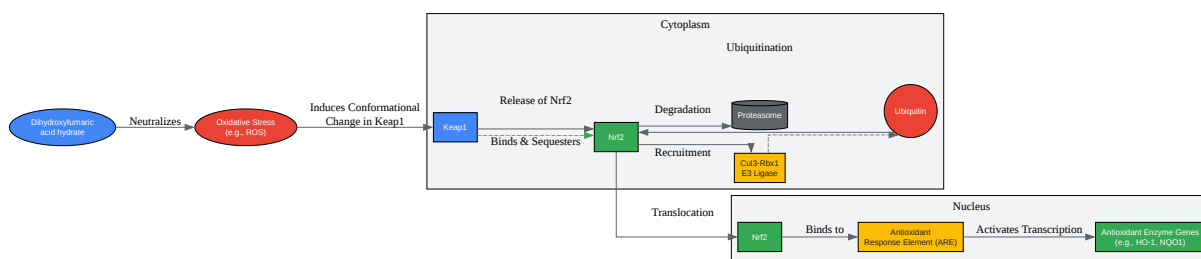 Cytoplasm
Ubiquitination
Dihydroxyfumaric
acid hydrate
Neutralizes
Oxidative Stress
(e.g., ROS)
Induces Conformational
Change in Keap1
Keap1
Release of Nrf2
Binds & Sequesters
Nrf2
Degradation
Recruitment
Proteasome
Cul3-Rbx1
E3 Ligase
Ubiquitin
Translocation
Nucleus
Nrf2
Binds to
Antioxidant
Response Element (ARE)
Activates Transcription
Antioxidant Enzyme Genes
(e.g., HO-1, NQO1)